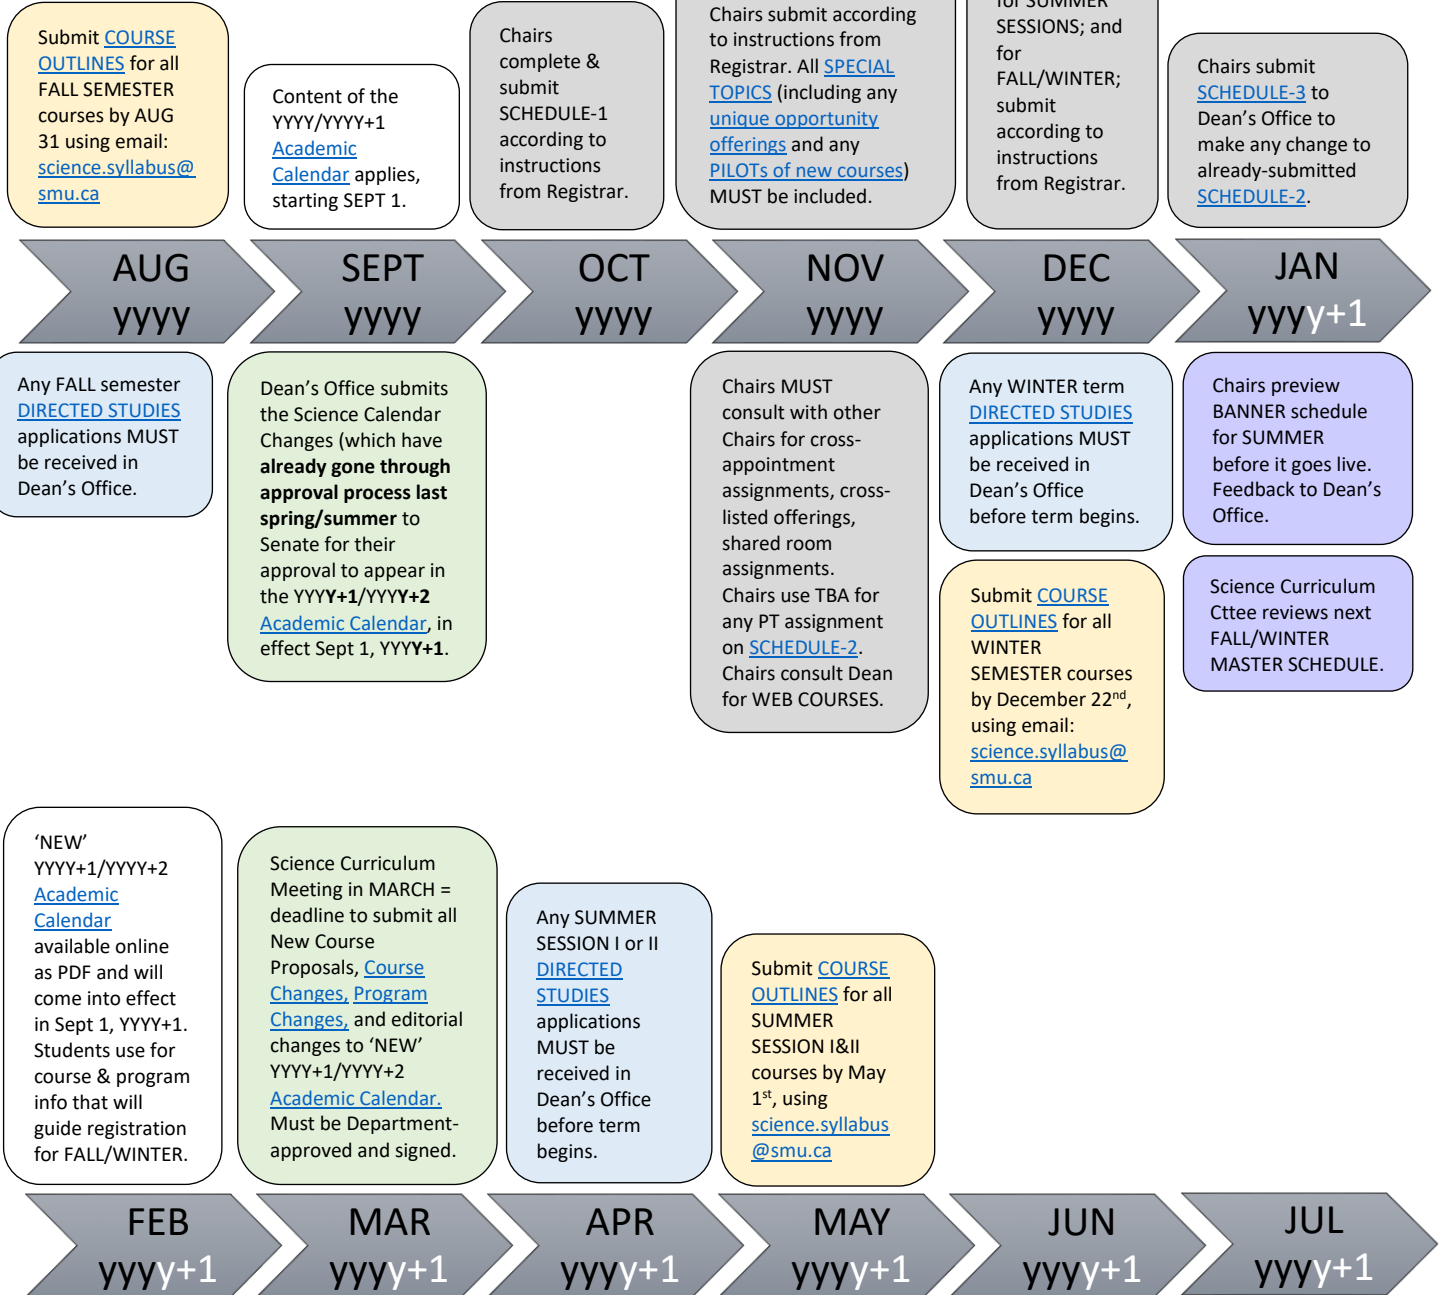 Submit COURSE
OUTLINES for all
FALL SEMESTER
courses by AUG
31 using email:
science.syllabus@
smu.ca
Content of the
YYYY/YYYY+1
Academic
Calendar applies,
starting SEPT 1.
Chairs
complete &
submit
SCHEDULE-1
according to
instructions
from Registrar.
Chairs submit according
to instructions from
Registrar. All SPECIAL
TOPICS (including any
unique opportunity
offerings and any
PILOTs of new courses)
MUST be included.
for SUMMER
SESSIONS; and
for
FALL/WINTER;
submit
according to
instructions
from Registrar.
Chairs submit
SCHEDULE-3 to
Dean’s Office to
make any change to
already-submitted
SCHEDULE-2.
AUG
yyyy
SEPT
yyyy
OCT
yyyy
NOV
yyyy
DEC
yyyy
JAN
yyyy+1
Any FALL semester
DIRECTED STUDIES
applications MUST
be received in
Dean’s Office.
Dean’s Office submits
the Science Calendar
Changes (which have
already gone through
approval process last
spring/summer to
Senate for their
approval to appear in
the YYYY+1/YYYY+2
Academic Calendar, in
effect Sept 1, YYYY+1.
Chairs MUST
consult with other
Chairs for cross-
appointment
assignments, cross-
listed offerings,
shared room
assignments.
Chairs use TBA for
any PT assignment
on SCHEDULE-2.
Chairs consult Dean
for WEB COURSES.
Any WINTER term
DIRECTED STUDIES
applications MUST
be received in
Dean’s Office
before term begins.
Submit COURSE
OUTLINES for all
WINTER
SEMESTER courses
by December 22nd,
using email:
science.syllabus@
smu.ca
Chairs preview
BANNER schedule
for SUMMER
before it goes live.
Feedback to Dean’s
Office.
Science Curriculum
Cttee reviews next
FALL/WINTER
MASTER SCHEDULE.
‘NEW’
YYYY+1/YYYY+2
Academic
Calendar
available online
as PDF and will
come into effect
in Sept 1, YYYY+1.
Students use for
course & program
info that will
guide registration
for FALL/WINTER.
Science Curriculum
Meeting in MARCH =
deadline to submit all
New Course
Proposals, Course
Changes, Program
Changes, and editorial
changes to ‘NEW’
YYYY+1/YYYY+2
Academic Calendar.
Must be Department-
approved and signed.
Any SUMMER
SESSION I or II
DIRECTED
STUDIES
applications
MUST be
received in
Dean’s Office
before term
begins.
Submit COURSE
OUTLINES for all
SUMMER
SESSION I&II
courses by May
1st, using
science.syllabus
@smu.ca
FEB
yyyy+1
MAR
yyyy+1
APR
yyyy+1
MAY
yyyy+1
JUN
yyyy+1
JUL
yyyy+1